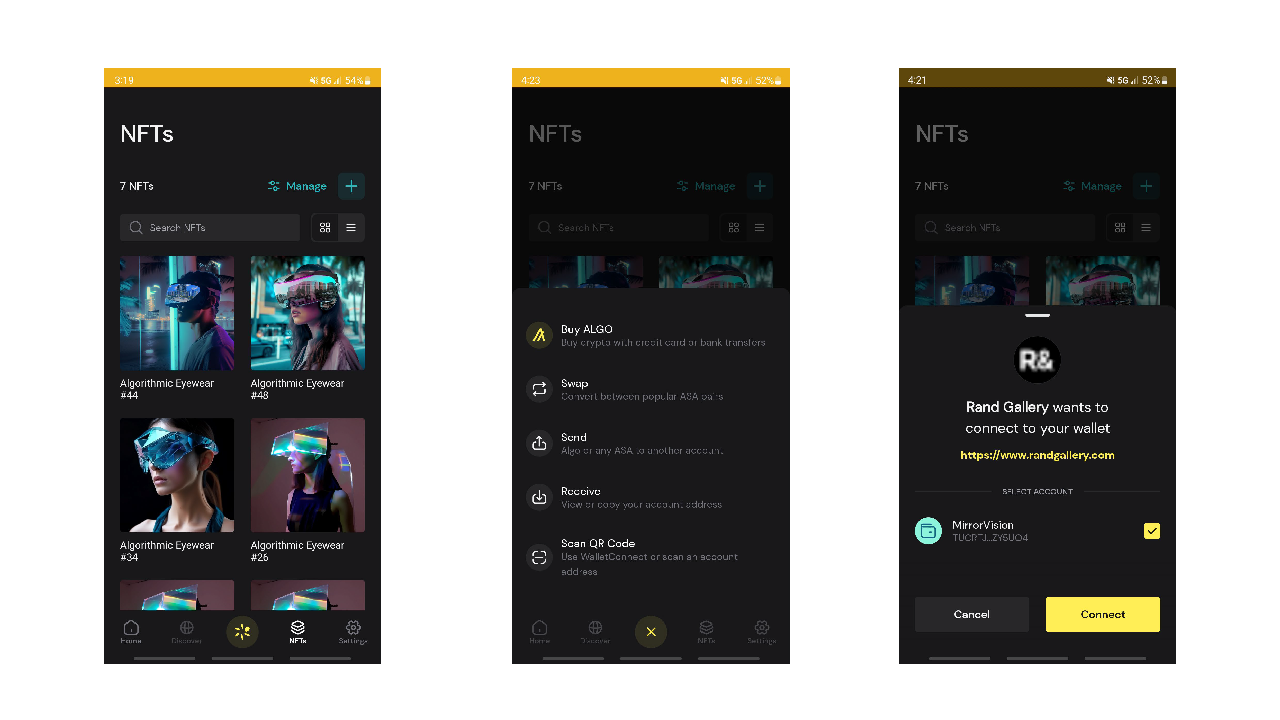 3:19
5G 54%
NFTs
7 NFTs
Manage
Search NFTs
Algorithmic Eyewear
#44
Algorithmic Eyewear
#48
Algorithmic Eyewear
#34
Algorithmic Eyewear
#26
Home
Discover
NFTs
Settings
4:23
5G 52%
NFTs
7 NFTs
Manage
Search NFTs
Buy ALGO
Buy crypto with credit card or bank transfers
Swap
Convert between popular ASA pairs
Send
Algo or any ASA to another account
Receive
View or copy your account address
Scan QR Code
Use WalletConnect or scan an account
address
Home
Discover
NFTs
Settings
4:21
5G 52%
NFTs
7 NFTs
Manage
Search NFTs
R&
Rand Gallery wants to
connect to your wallet
https://www.randgallery.com
SELECT ACCOUNT
MirrorVision
TUCRTJ...ZY5UO4
Cancel
Connect